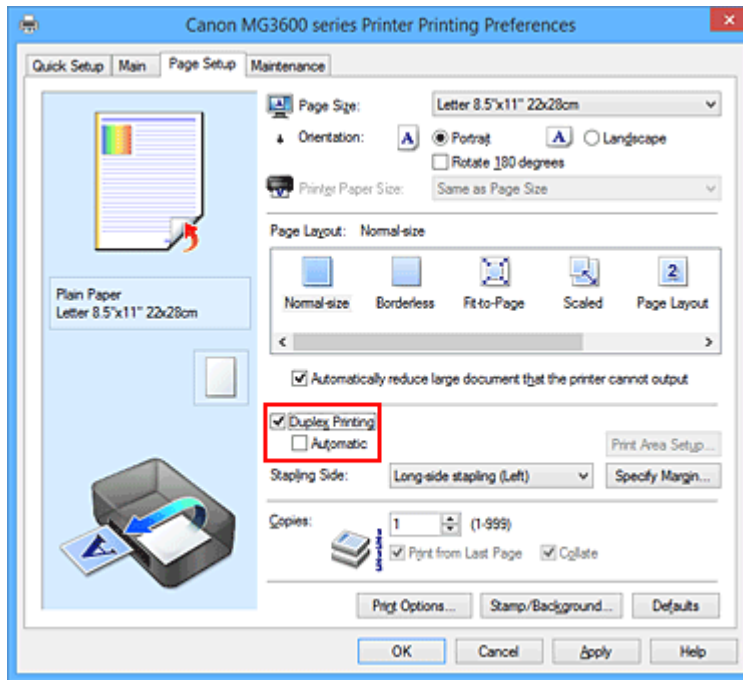 Canon MG3600 series Printer Printing Preferences
Quick Setup Main Page Setup Maintenance
Page Size: Letter 8.5"x11" 22x28cm
Orientation: A Portrait A Landscape
Rotate 180 degrees
Printer Paper Size: Same as Page Size
Page Layout: Normal-size
2
Normal-size Borderless Fit-to-Page Scaled Page Layout
Plain Paper
Letter 8.5"x11" 22x28cm
Automatically reduce large document that the printer cannot output
Duplex Printing
Automatic
Print Area Setup...
Stapling Side: Long-side stapling (Left) Specify Margin...
Copies: 1 (1-999)
Print from Last Page Collate
A
Print Options... Stamp/Background... Defaults
OK Cancel Apply Help